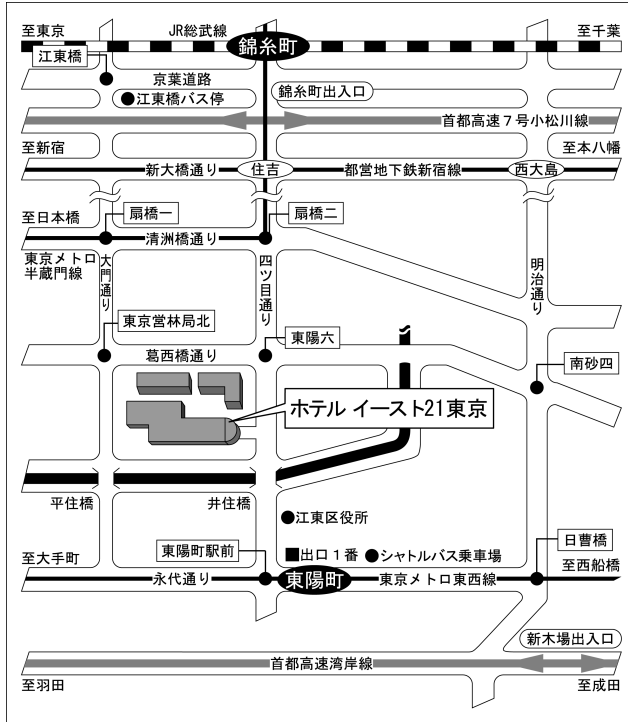 至東京
JR総武線
至千葉
錦糸町
江東橋
京葉道路
江東橋バス停
錦糸町出入口
首都高速7号小松川線
至新宿
至本八幡
新大橋通り
住吉
都営地下鉄新宿線
西大島
至日本橋
扇橋一
扇橋二
清洲橋通り
東京メトロ
半蔵門線
大門通り
四ツ目通り
明治通り
東京営林局北
東陽六
葛西橋通り
南砂四
ホテル イースト21東京
平住橋
井住橋
江東区役所
東陽町駅前
出口1番
シャトルバス乗車場
日曹橋
至大手町
至西船橋
永代通り
東陽町
東京メトロ東西線
新木場出入口
首都高速湾岸線
至羽田
至成田